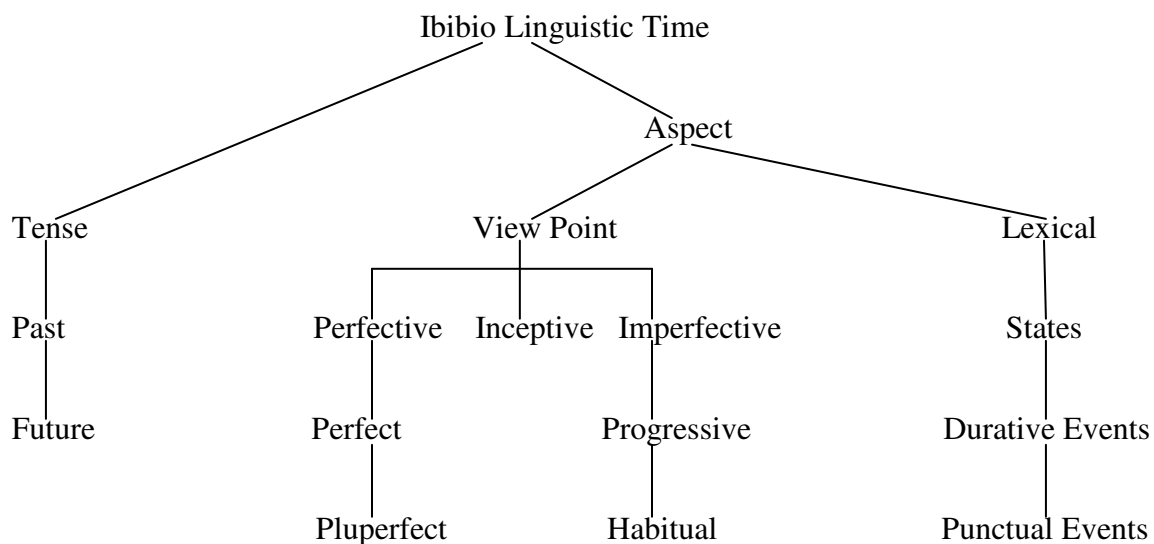 Ibibio Linguistic Time
Aspect
Tense View Point Lexical
Past Perfective Inceptive Imperfective States
Future Perfect Progressive Durative Events
Pluperfect Habitual Punctual Events